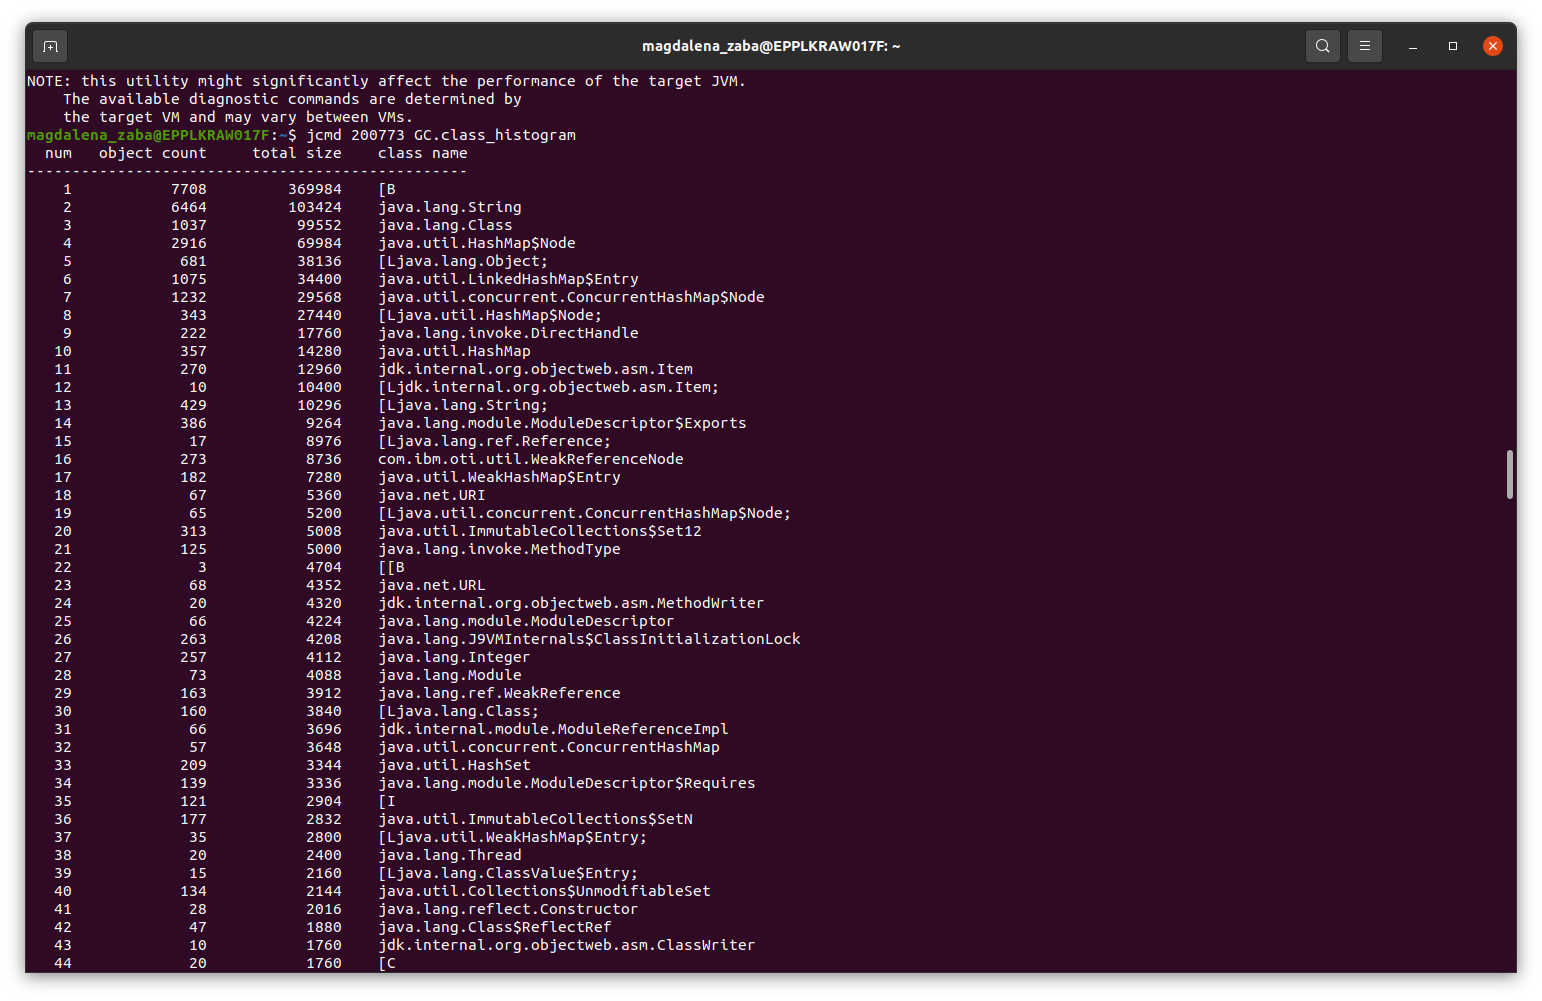 magdalena_zaba@EPPLKRAW017F: ~
NOTE: this utility might significantly affect the performance of the target JVM.
    The available diagnostic commands are determined by
    the target VM and may vary between VMs.
magdalena_zaba@EPPLKRAW017F:~$ jcmd 200773 GC.class_histogram
  num   object count     total size    class name
-------------------------------------------------
    1           7708         369984    [B
    2           6464         103424    java.lang.String
    3           1037          99552    java.lang.Class
    4           2916          69984    java.util.HashMap$Node
    5            681          38136    [Ljava.lang.Object;
    6           1075          34400    java.util.LinkedHashMap$Entry
    7           1232          29568    java.util.concurrent.ConcurrentHashMap$Node
    8            343          27440    [Ljava.util.HashMap$Node;
    9            222          17760    java.lang.invoke.DirectHandle
   10            357          14280    java.util.HashMap
   11            270          12960    jdk.internal.org.objectweb.asm.Item
   12             10          10400    [Ljdk.internal.org.objectweb.asm.Item;
   13            429          10296    [Ljava.lang.String;
   14            386           9264    java.lang.module.ModuleDescriptor$Exports
   15             17           8976    [Ljava.lang.ref.Reference;
   16            273           8736    com.ibm.oti.util.WeakReferenceNode
   17            182           7280    java.util.WeakHashMap$Entry
   18             67           5360    java.net.URI
   19             65           5200    [Ljava.util.concurrent.ConcurrentHashMap$Node;
   20            313           5008    java.util.ImmutableCollections$Set12
   21            125           5000    java.lang.invoke.MethodType
   22              3           4704    [[B
   23             68           4352    java.net.URL
   24             20           4320    jdk.internal.org.objectweb.asm.MethodWriter
   25             66           4224    java.lang.module.ModuleDescriptor
   26            263           4208    java.lang.J9VMInternals$ClassInitializationLock
   27            257           4112    java.lang.Integer
   28             73           4088    java.lang.Module
   29            163           3912    java.lang.ref.WeakReference
   30            160           3840    [Ljava.lang.Class;
   31             66           3696    jdk.internal.module.ModuleReferenceImpl
   32             57           3648    java.util.concurrent.ConcurrentHashMap
   33            209           3344    java.util.HashSet
   34            139           3336    java.lang.module.ModuleDescriptor$Requires
   35            121           2904    [I
   36            177           2832    java.util.ImmutableCollections$SetN
   37             35           2800    [Ljava.util.WeakHashMap$Entry;
   38             20           2400    java.lang.Thread
   39             15           2160    [Ljava.lang.ClassValue$Entry;
   40            134           2144    java.util.Collections$UnmodifiableSet
   41             28           2016    java.lang.reflect.Constructor
   42             47           1880    java.lang.Class$ReflectRef
   43             10           1760    jdk.internal.org.objectweb.asm.ClassWriter
   44             20           1760    [C